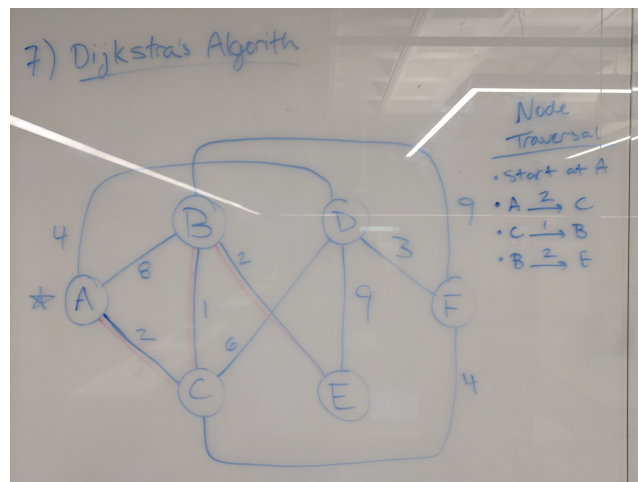 7) Dijkstra's Algorith
Node
Traversal
• Start at A
• A 2→ C
• C 1→ B
• B 2→ E
9
4
B
D
8
2
3
☆ A
1
9
F
2
6
C
E
4